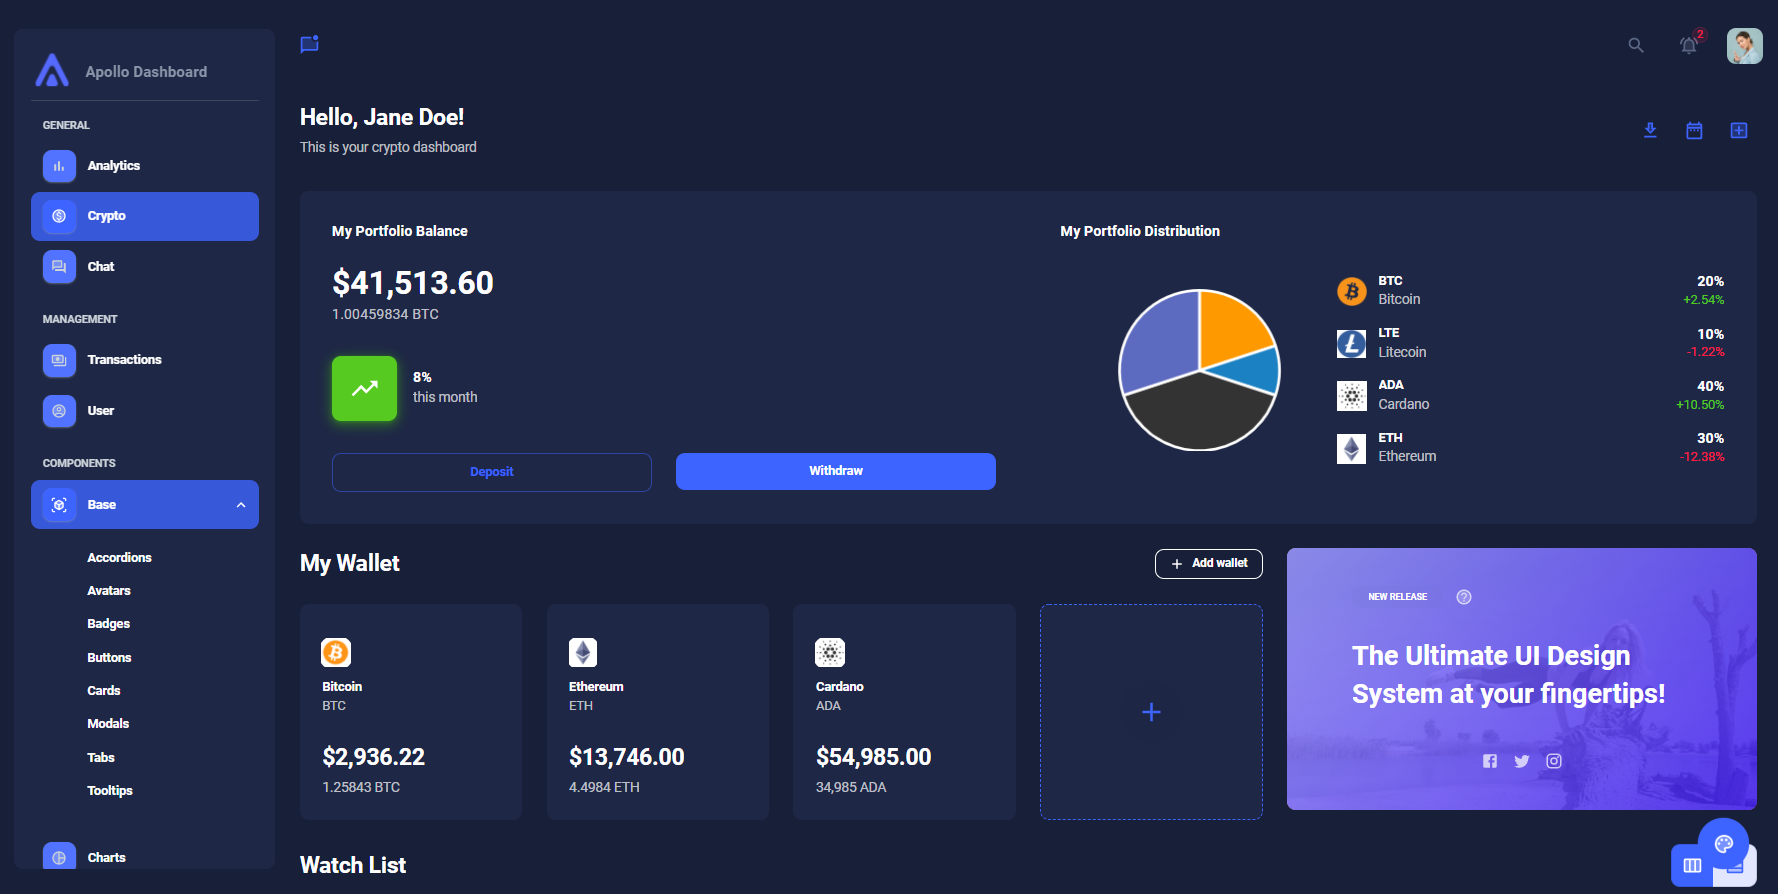 Apollo Dashboard
GENERAL
Analytics
Crypto
Chat
MANAGEMENT
Transactions
User
COMPONENTS
Base
Accordions
Avatars
Badges
Buttons
Cards
Modals
Tabs
Tooltips
Charts
2
Hello, Jane Doe!
This is your crypto dashboard
My Portfolio Balance
$41,513.60
1.00459834 BTC
8%
this month
Deposit
Withdraw
My Portfolio Distribution
BTC 20%
Bitcoin +2.54%
LTE 10%
Litecoin -1.22%
ADA 40%
Cardano +10.50%
ETH 30%
Ethereum -12.38%
My Wallet
Add wallet
Bitcoin
BTC
$2,936.22
1.25843 BTC
Ethereum
ETH
$13,746.00
4.4984 ETH
Cardano
ADA
$54,985.00
34,985 ADA
NEW RELEASE
The Ultimate UI Design
System at your fingertips!
Watch List